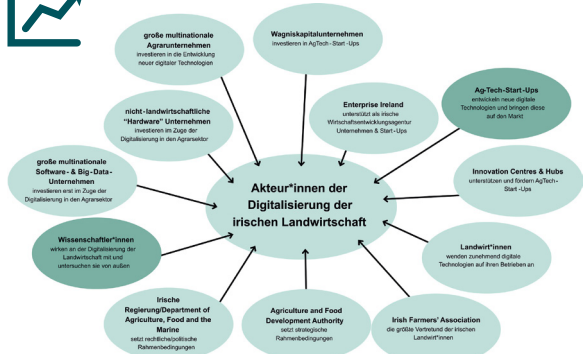 große multinationale
Agrarunternehmen
investieren in die Entwicklung
neuer digitaler Technologien
Wagniskapitalunternehmen
investieren in AgTech-Start-Ups
nicht-landwirtschaftliche
"Hardware" Unternehmen
investieren im Zuge der
Digitalisierung in den Agrarsektor
Enterprise Ireland
unterstützt als irische
Wirtschaftsentwicklungsagentur
Unternehmen & Start-Ups
Ag-Tech-Start-Ups
entwickeln neue digitale
Technologien und bringen diese
auf den Markt
große multinationale
Software- & Big-Data-
Unternehmen
investieren erst im Zuge der
Digitalisierung in den Agrarsektor
Akteur*innen der
Digitalisierung der
irischen Landwirtschaft
Innovation Centres & Hubs
unterstützen und fördern AgTech-
Start-Ups
Wissenschaftler*innen
wirken an der Digitalisierung der
Landwirtschaft mit und
untersuchen sie von außen
Landwirt*innen
wenden zunehmend digitale
Technologien auf ihren Betrieben an
Irische
Regierung/Department of
Agriculture, Food and the
Marine
setzt rechtliche/politische
Rahmenbedingungen
Agriculture and Food
Development Authority
setzt strategische
Rahmenbedingungen
Irish Farmers' Association
die größte Vertretung der irischen
Landwirt*innen